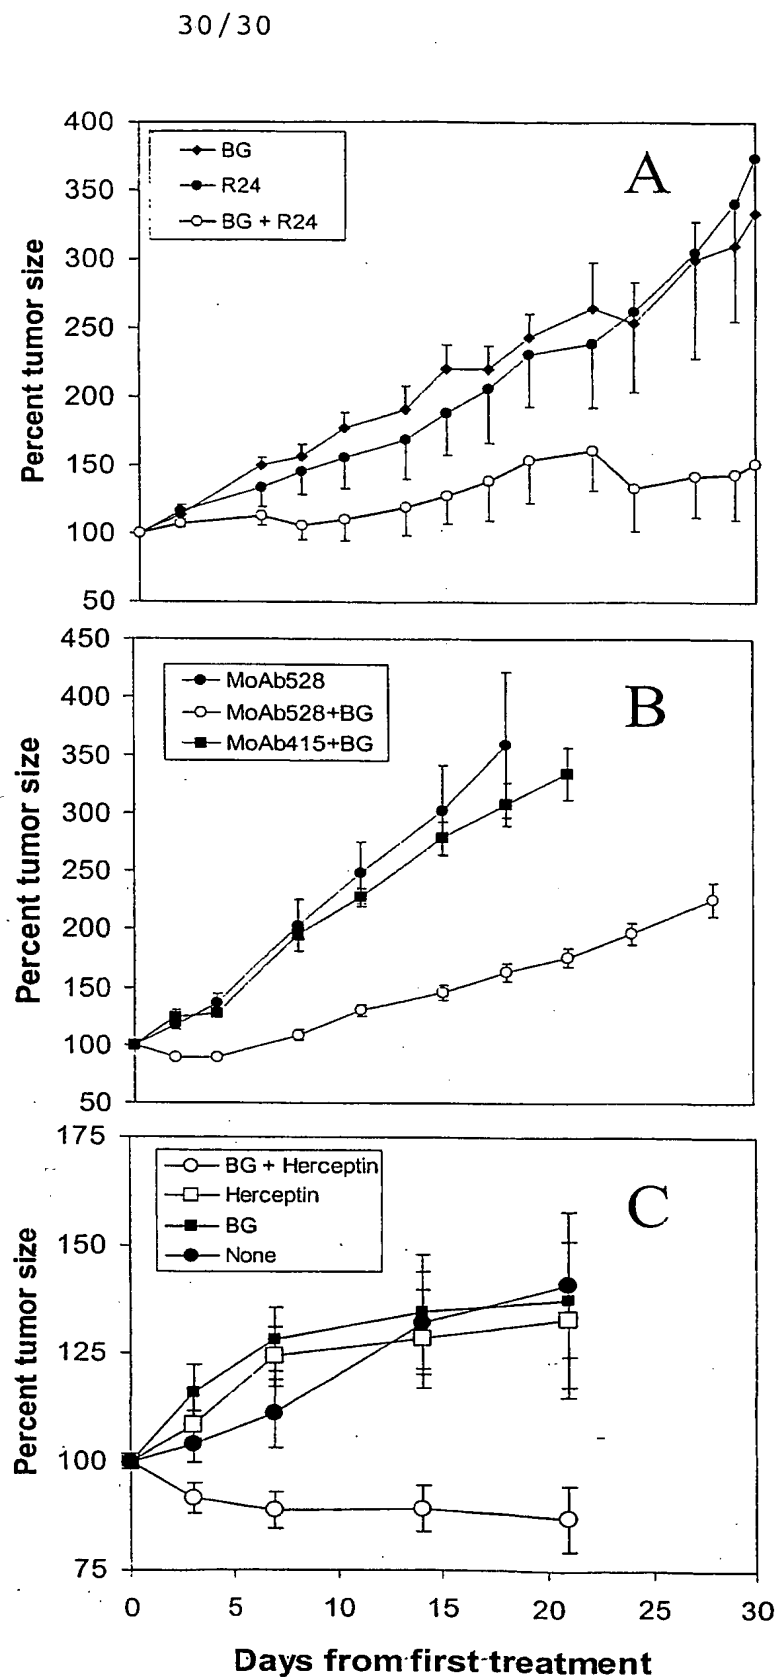 30/30
400
350
300
250
200
150
100
50
Percent tumor size
BG
R24
BG + R24
A
450
400
350
300
250
200
150
100
50
Percent tumor size
MoAb528
MoAb528+BG
MoAb415+BG
B
175
150
125
100
75
Percent tumor size
BG + Herceptin
Herceptin
BG
None
C
0 5 10 15 20 25 30
Days from first treatment